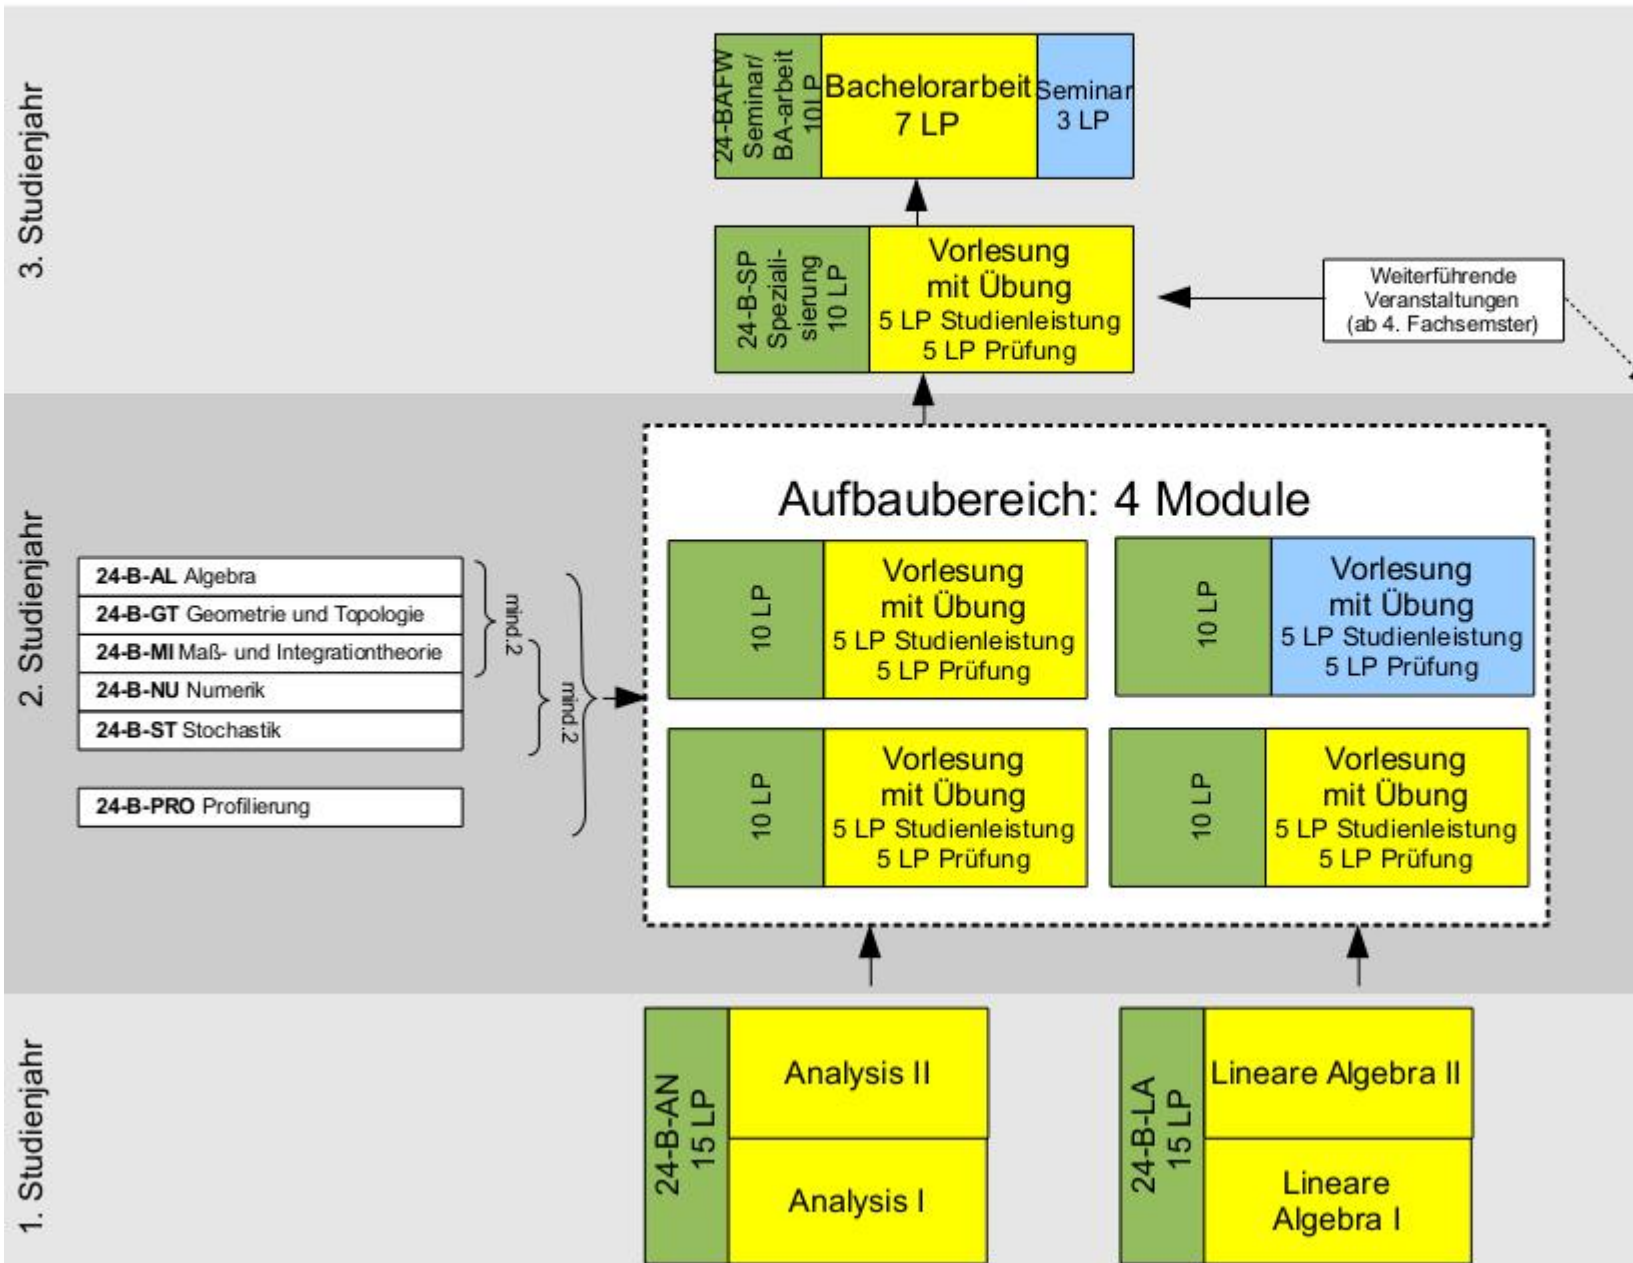 3. Studienjahr
24-BAFW
Seminar/
BA-arbeit
10LP
Bachelorarbeit
7 LP
Seminar
3 LP
24-B-SP
Speziali-
sierung
10 LP
Vorlesung
mit Übung
5 LP Studienleistung
5 LP Prüfung
Weiterführende
Veranstaltungen
(ab 4. Fachsemster)
2. Studienjahr
24-B-AL Algebra
24-B-GT Geometrie und Topologie
24-B-MI Maß- und Integrationtheorie
24-B-NU Numerik
24-B-ST Stochastik
24-B-PRO Profilierung
mind.2
mind.2
Aufbaubereich: 4 Module
10 LP
Vorlesung
mit Übung
5 LP Studienleistung
5 LP Prüfung
10 LP
Vorlesung
mit Übung
5 LP Studienleistung
5 LP Prüfung
10 LP
Vorlesung
mit Übung
5 LP Studienleistung
5 LP Prüfung
10 LP
Vorlesung
mit Übung
5 LP Studienleistung
5 LP Prüfung
1. Studienjahr
24-B-AN
15 LP
Analysis II
Analysis I
24-B-LA
15 LP
Lineare Algebra II
Lineare
Algebra I